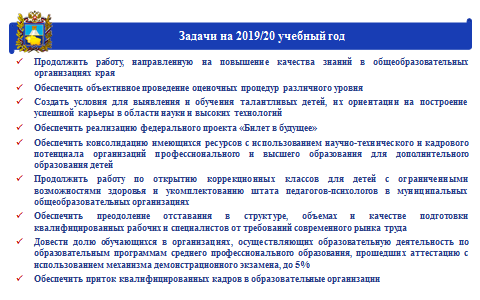 Задачи на 2019/20 учебный год
Продолжить работу, направленную на повышение качества знаний в общеобразовательных
организациях края
Обеспечить объективное проведение оценочных процедур различного уровня
Создать условия для выявления и обучения талантливых детей, их ориентации на построение
успешной карьеры в области науки и высоких технологий
Обеспечить реализацию федерального проекта «Билет в будущее»
Обеспечить консолидацию имеющихся ресурсов с использованием научно-технического и кадрового
потенциала организаций профессионального и высшего образования для дополнительного
образования детей
Продолжить работу по открытию коррекционных классов для детей с ограниченными
возможностями здоровья и укомплектованию штата педагогов-психологов в муниципальных
общеобразовательных организациях
Обеспечить преодоление отставания в структуре, объемах и качестве подготовки
квалифицированных рабочих и специалистов от требований современного рынка труда
Довести долю обучающихся в организациях, осуществляющих образовательную деятельность по
образовательным программам среднего профессионального образования, прошедших аттестацию с
использованием механизма демонстрационного экзамена, до 5%
Обеспечить приток квалифицированных кадров в образовательные организации